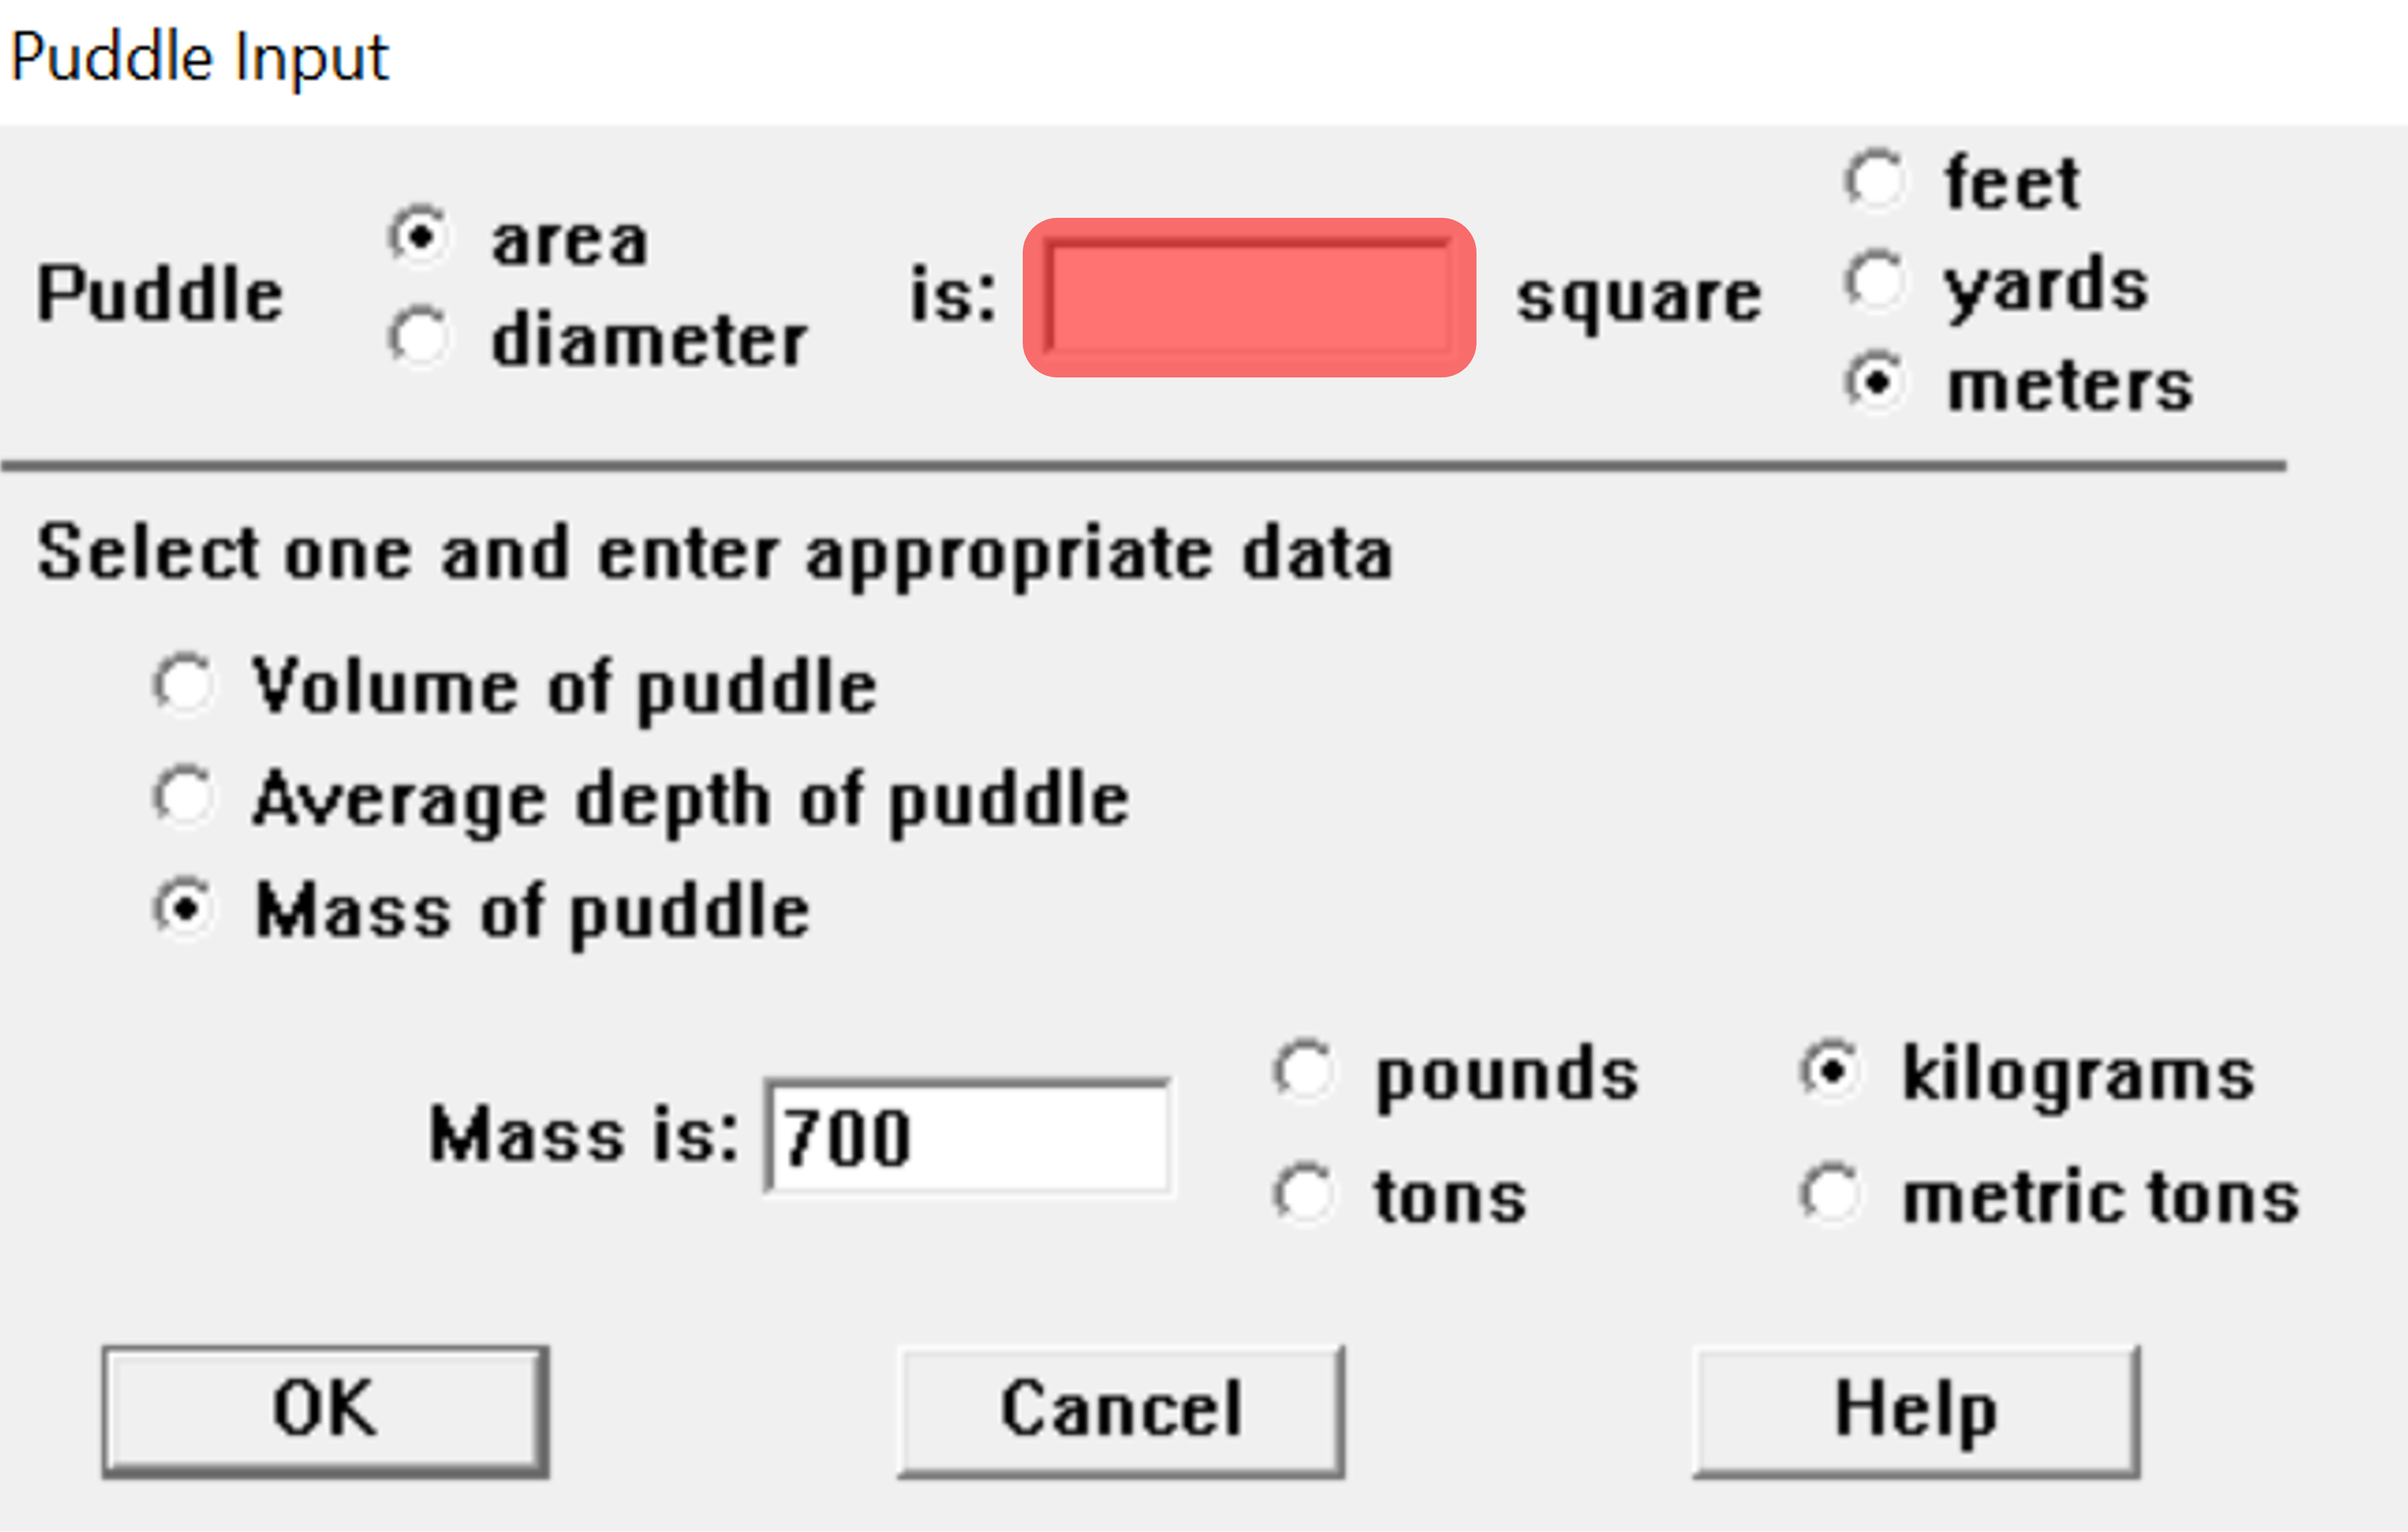 Puddle Input
feet
area
Puddle is: square yards
diameter
meters
Select one and enter appropriate data
Volume of puddle
Average depth of puddle
Mass of puddle
pounds kilograms
Mass is: 700
tons metric tons
OK Cancel Help